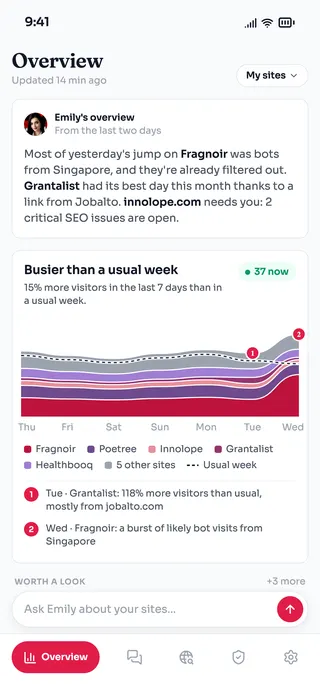 9:41
Overview
Updated 14 min ago
My sites
Emily's overview
From the last two days
Most of yesterday's jump on Fragnoir was bots
from Singapore, and they're already filtered out.
Grantalist had its best day this month thanks to a
link from Jobalto. innolope.com needs you: 2
critical SEO issues are open.
Busier than a usual week
37 now
15% more visitors in the last 7 days than in
a usual week.
1
2
Thu Fri Sat Sun Mon Tue Wed
Fragnoir Poetree Innolope Grantalist
Healthbooq 5 other sites Usual week
1 Tue · Grantalist: 118% more visitors than usual,
mostly from jobalto.com
2 Wed · Fragnoir: a burst of likely bot visits from
Singapore
WORTH A LOOK
+3 more
Ask Emily about your sites...
Overview